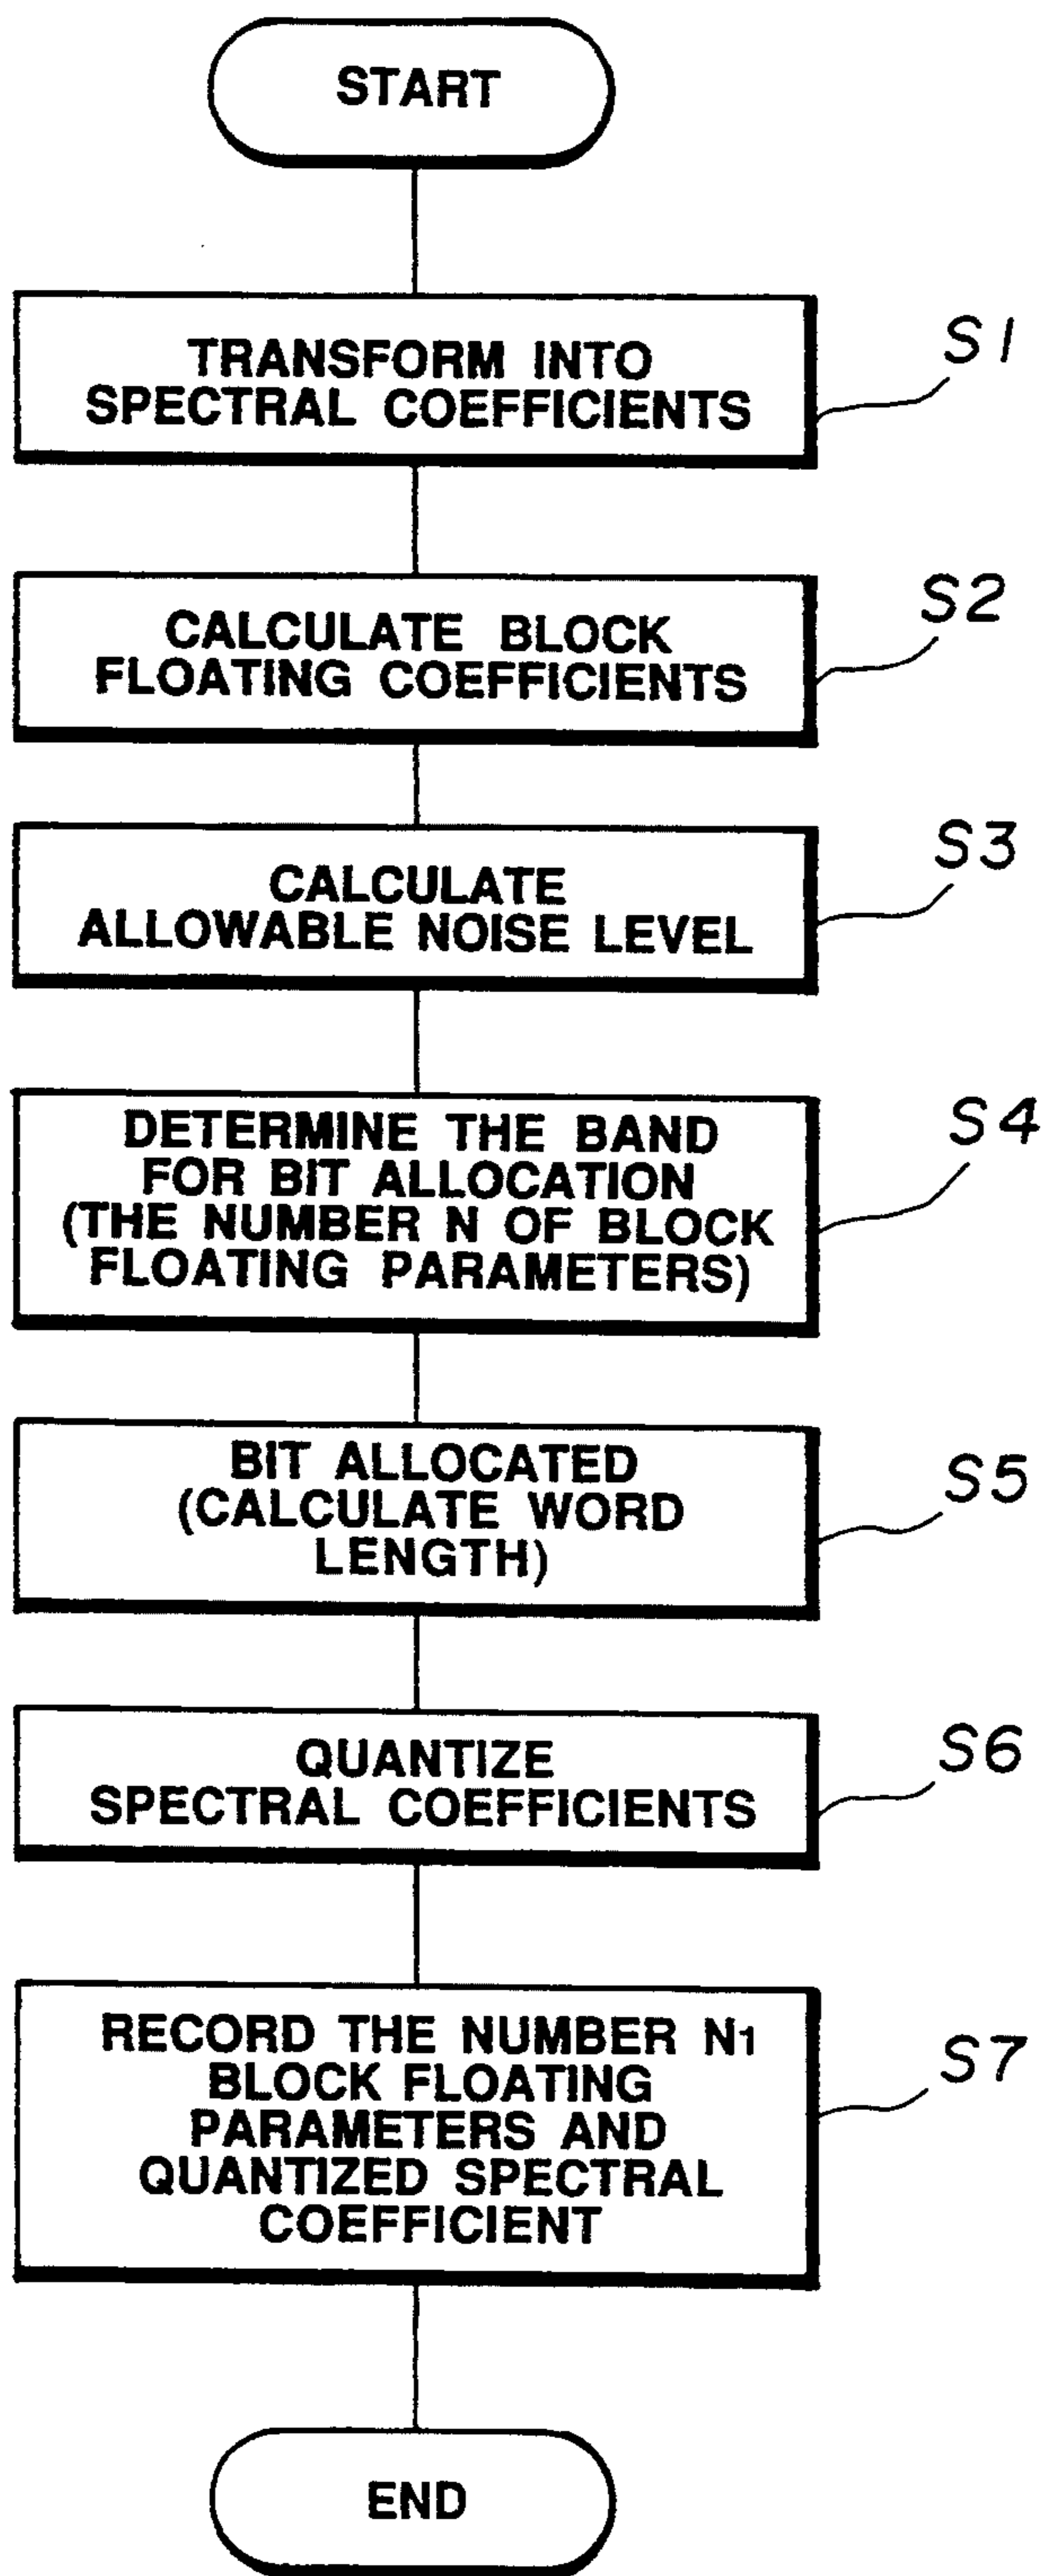 START
TRANSFORM INTO
SPECTRAL COEFFICIENTS
S1
CALCULATE BLOCK
FLOATING COEFFICIENTS
S2
CALCULATE
ALLOWABLE NOISE LEVEL
S3
DETERMINE THE BAND
FOR BIT ALLOCATION
(THE NUMBER N OF BLOCK
FLOATING PARAMETERS)
S4
BIT ALLOCATED
(CALCULATE WORD
LENGTH)
S5
QUANTIZE
SPECTRAL COEFFICIENTS
S6
RECORD THE NUMBER N1
BLOCK FLOATING
PARAMETERS AND
QUANTIZED SPECTRAL
COEFFICIENT
S7
END